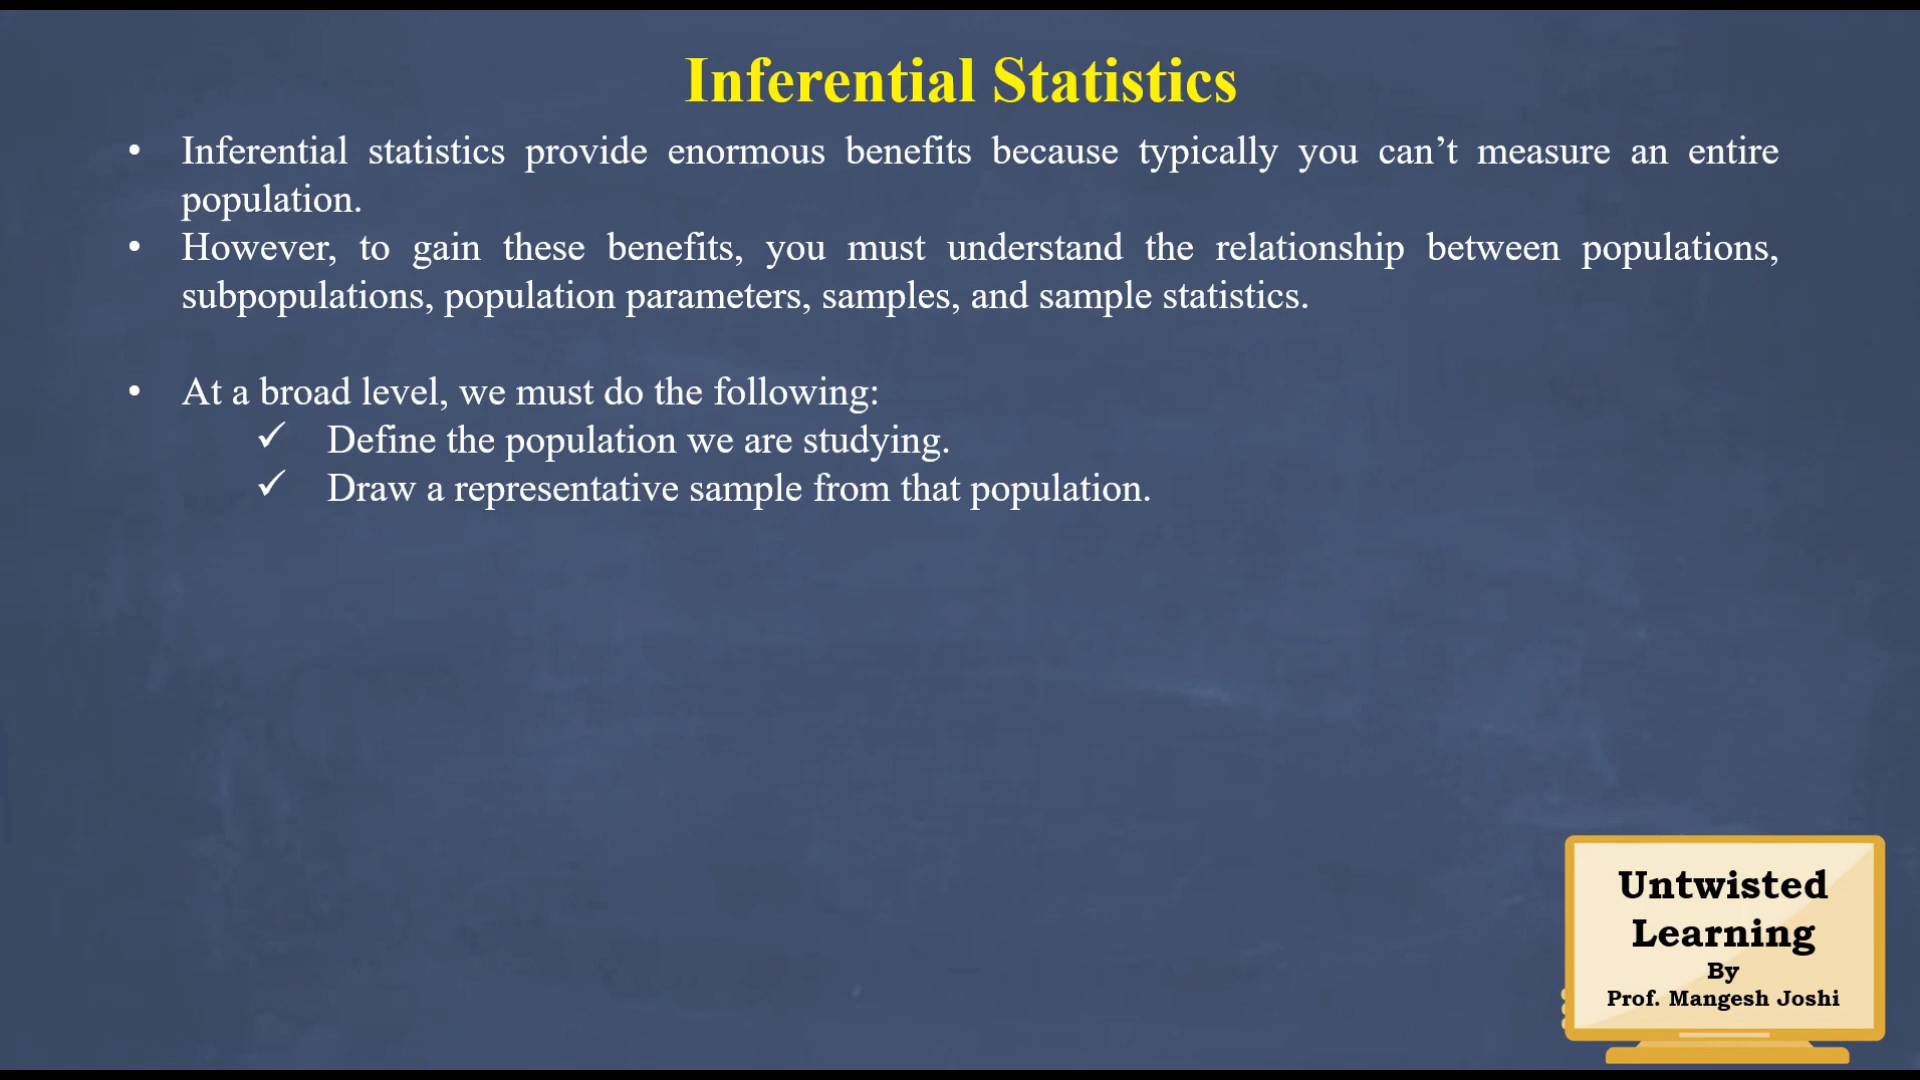 Inferential Statistics
• Inferential statistics provide enormous benefits because typically you can’t measure an entire
population.
• However, to gain these benefits, you must understand the relationship between populations,
subpopulations, population parameters, samples, and sample statistics.
• At a broad level, we must do the following:
✓ Define the population we are studying.
✓ Draw a representative sample from that population.
Untwisted
Learning
By
Prof. Mangesh Joshi